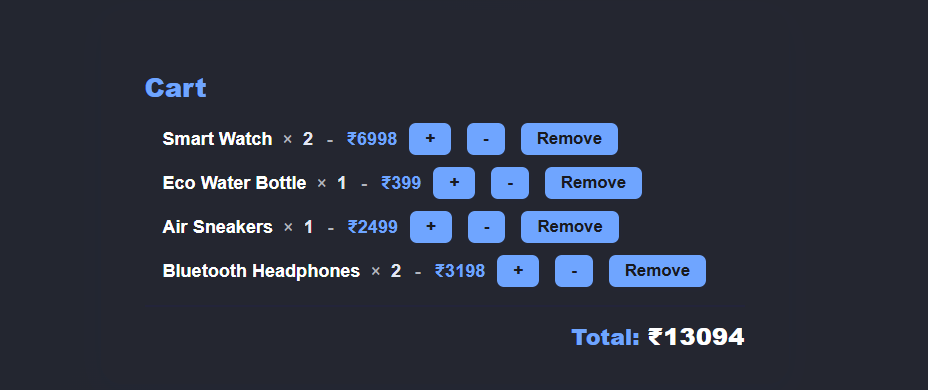 Cart
Smart Watch × 2 - ₹6998 + - Remove
Eco Water Bottle × 1 - ₹399 + - Remove
Air Sneakers × 1 - ₹2499 + - Remove
Bluetooth Headphones × 2 - ₹3198 + - Remove
Total: ₹13094